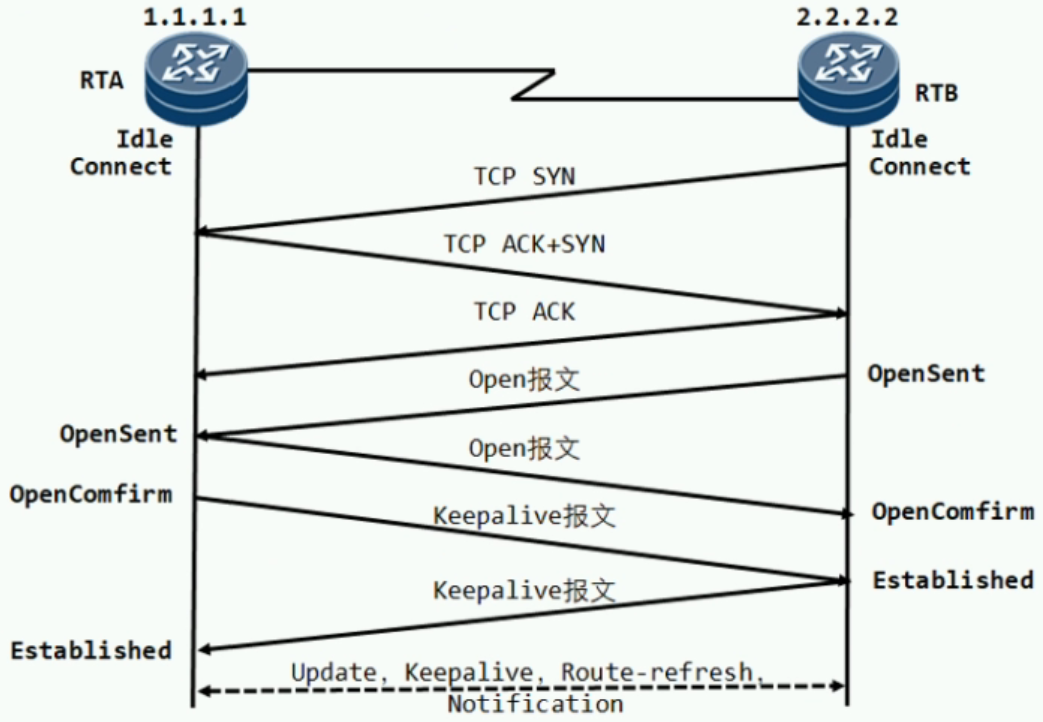 1.1.1.1
2.2.2.2
RTA
RTB
Idle
Connect
Idle
Connect
TCP SYN
TCP ACK+SYN
TCP ACK
Open报文
OpenSent
OpenSent
Open报文
OpenComfirm
OpenComfirm
Keepalive报文
Established
Keepalive报文
Established
Update, Keepalive, Route-refresh,
Notification